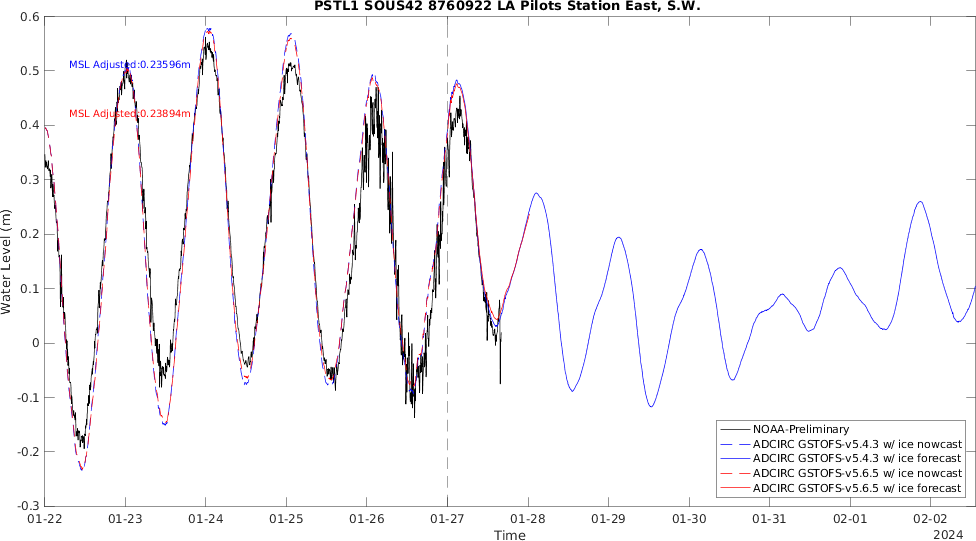 PSTL1 SOUS42 8760922 LA Pilots Station East, S.W.
0.6
0.5
0.4
0.3
0.2
0.1
0
-0.1
-0.2
-0.3
Water Level (m)
MSL Adjusted:0.23596m
MSL Adjusted:0.23894m
NOAA-Preliminary
ADCIRC GSTOFS-v5.4.3 w/ ice nowcast
ADCIRC GSTOFS-v5.4.3 w/ ice forecast
ADCIRC GSTOFS-v5.6.5 w/ ice nowcast
ADCIRC GSTOFS-v5.6.5 w/ ice forecast
01-22 01-23 01-24 01-25 01-26 01-27 01-28 01-29 01-30 01-31 02-01 02-02
Time
2024